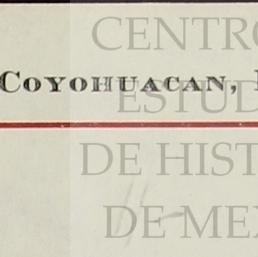 CENTRO
COYOHUACAN,
ESTUD
DE HIST
DE MEX